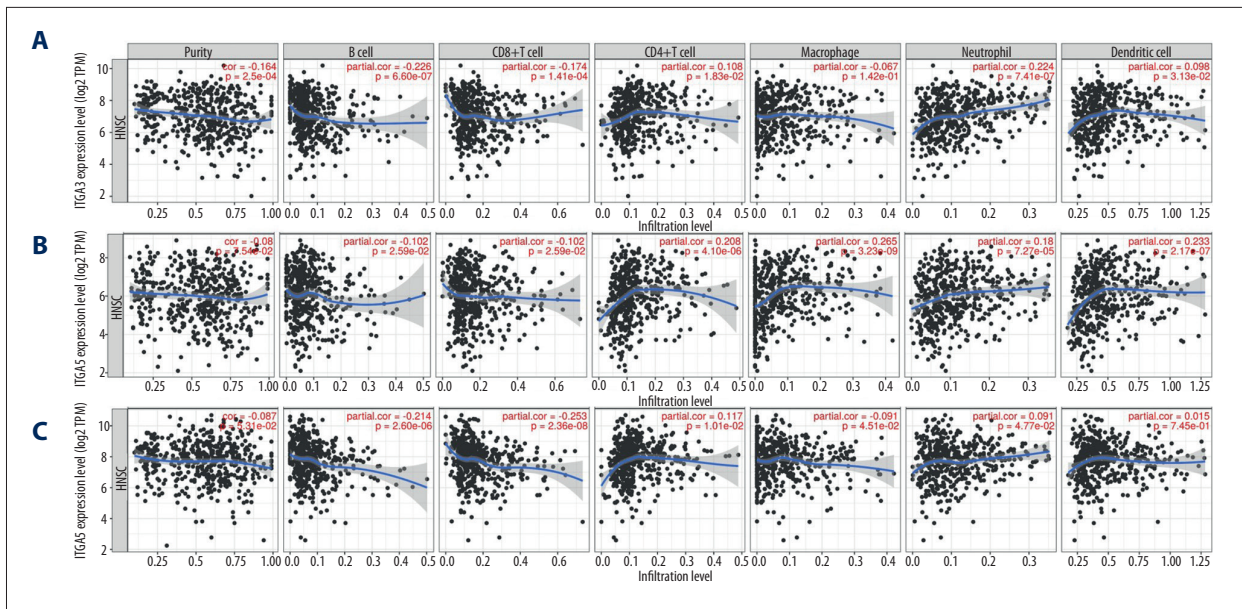 A
Purity B cell CD8+T cell CD4+T cell Macrophage Neutrophil Dendritic cell
cor = -0.164 partial.cor = -0.226 partial.cor = -0.174 partial.cor = 0.108 partial.cor = -0.067 partial.cor = 0.224 partial.cor = 0.098
p = 2.5e-04 p = 6.60e-07 p = 1.41e-04 p = 1.83e-02 p = 1.42e-01 p = 7.41e-07 p = 3.13e-02
ITGA3 expression level (log2 TPM)
HNSC
10
8
6
4
2
0.25 0.5 0.75 1.00 0.0 0.1 0.2 0.3 0.4 0.5 0.0 0.2 0.4 0.6 0.0 0.1 0.2 0.3 0.4 0.5 0.0 0.1 0.2 0.3 0.4 0.0 0.1 0.2 0.3 0.25 0.50 0.75 1.00 1.25
Infiltration level
B
cor = -0.08 partial.cor = -0.102 partial.cor = -0.102 partial.cor = 0.208 partial.cor = 0.265 partial.cor = 0.18 partial.cor = 0.233
p = 7.54e-02 p = 2.59e-02 p = 2.59e-02 p = 4.10e-06 p = 3.23e-09 p = 7.27e-05 p = 2.17e-07
ITGA5 expression level (log2 TPM)
HNSC
8
6
4
2
0.25 0.5 0.75 1.00 0.0 0.1 0.2 0.3 0.4 0.5 0.0 0.2 0.4 0.6 0.0 0.1 0.2 0.3 0.4 0.5 0.0 0.1 0.2 0.3 0.4 0.0 0.1 0.2 0.3 0.25 0.50 0.75 1.00 1.25
Infiltration level
C
cor = -0.087 partial.cor = -0.214 partial.cor = -0.253 partial.cor = 0.117 partial.cor = -0.091 partial.cor = 0.091 partial.cor = 0.015
p = 5.31e-02 p = 2.60e-06 p = 2.36e-08 p = 1.01e-02 p = 4.51e-02 p = 4.77e-02 p = 7.45e-01
ITGA5 expression level (log2 TPM)
HNSC
10
8
6
4
2
0.25 0.5 0.75 1.00 0.0 0.1 0.2 0.3 0.4 0.5 0.0 0.2 0.4 0.6 0.0 0.1 0.2 0.3 0.4 0.5 0.0 0.1 0.2 0.3 0.4 0.0 0.1 0.2 0.3 0.25 0.50 0.75 1.00 1.25
Infiltration level